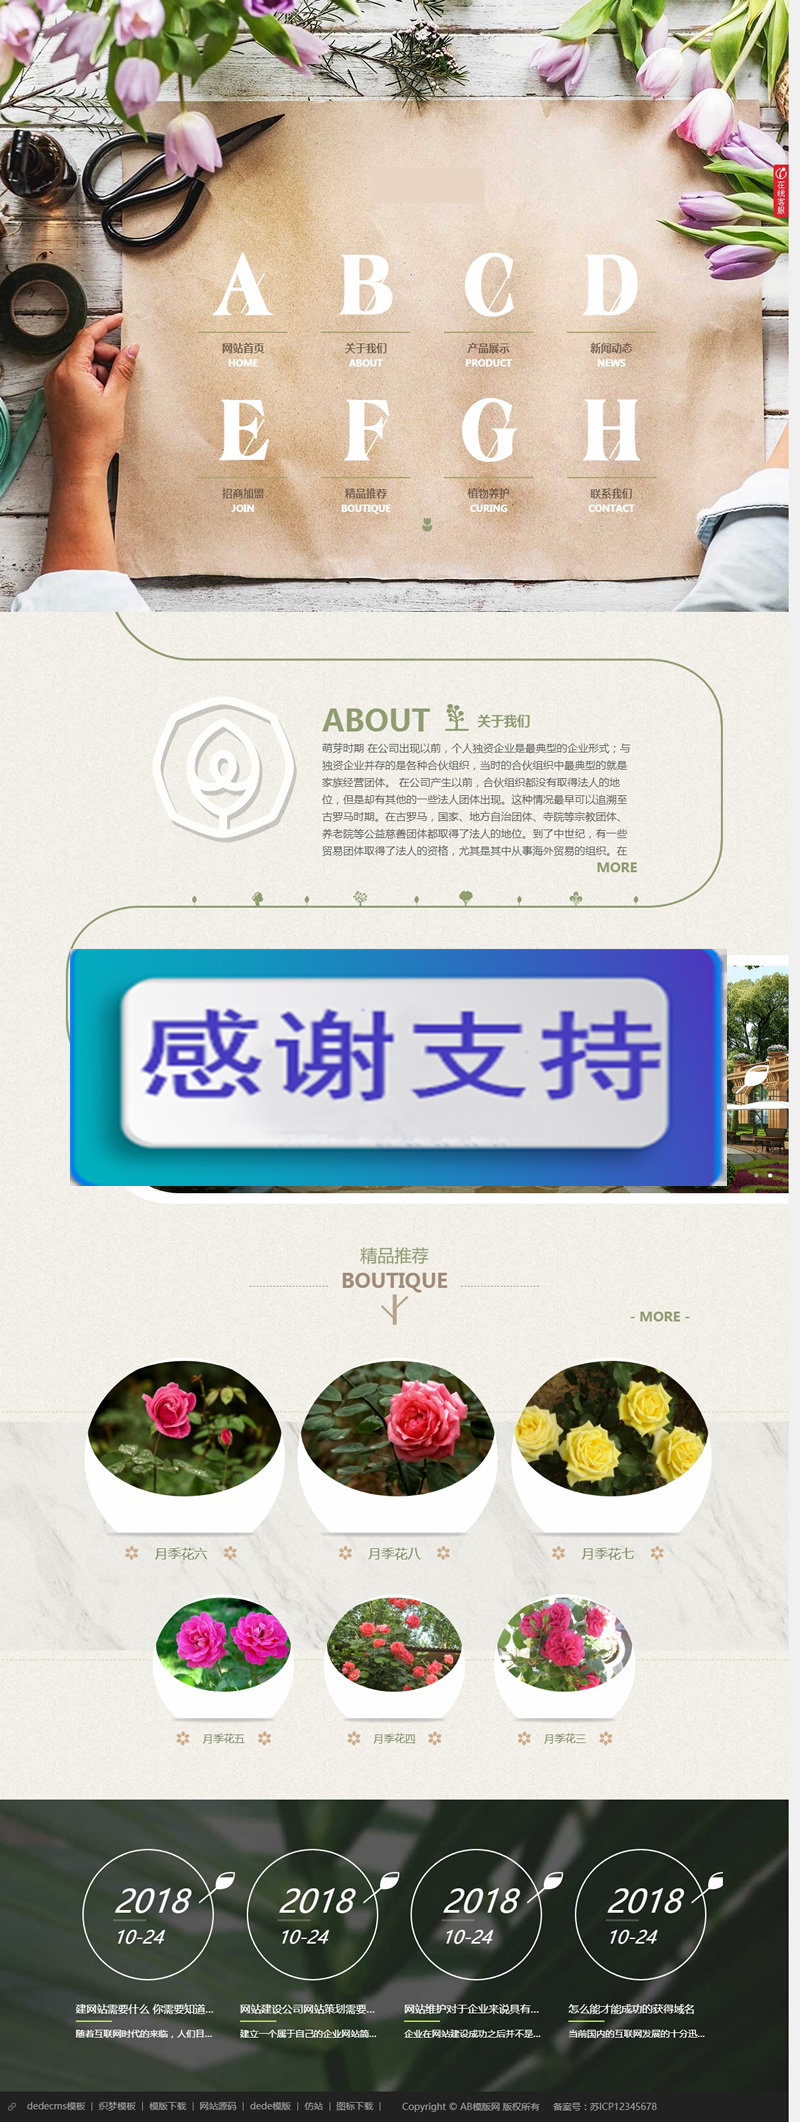 在线客服
A B C D
网站首页 关于我们 产品展示 新闻动态
HOME ABOUT PRODUCT NEWS
E F G H
招商加盟 精品推荐 植物养护 联系我们
JOIN BOUTIQUE CURING CONTACT
ABOUT 关于我们
萌芽时期 在公司出现以前，个人独资企业是最典型的企业形式；与
独资企业并存的是各种合伙组织，当时的合伙组织中最典型的就是
家族经营团体。 在公司产生以前，合伙组织都没有取得法人的地
位，但是却有其他的一些法人团体出现。这种情况最早可以追溯至
古罗马时期。在古罗马，国家、地方自治团体、寺院等宗教团体、
养老院等公益慈善团体都取得了法人的地位。到了中世纪，有一些
贸易团体取得了法人的资格，尤其是其中从事海外贸易的组织。在
MORE
感谢支持
精品推荐
BOUTIQUE
- MORE -
月季花六 月季花八 月季花七
月季花五 月季花四 月季花三
2018 2018 2018 2018
10-24 10-24 10-24 10-24
建网站需要什么 你需要知道... 网站建设公司网站策划需要... 网站维护对于企业来说具有... 怎么能才能成功的获得域名
随着互联网时代的来临，人们目... 建立一个属于自己的企业网站简... 企业在网站建设成功之后并不是... 当前国内的互联网发展的十分迅...
dedecms模板 | 织梦模板 | 模版下载 | 网站源码 | dede模版 | 仿站 | 图标下载 | Copyright © AB模版网 版权所有 备案号：苏ICP12345678